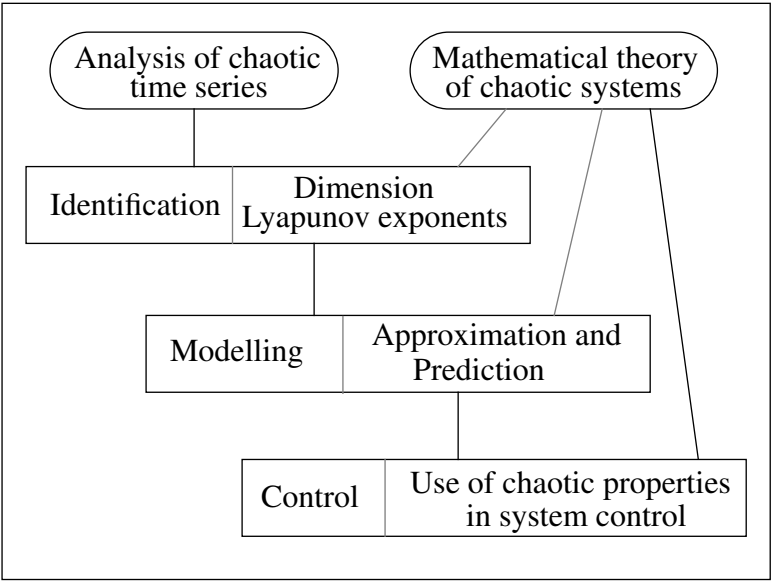 Analysis of chaotic
time series
Mathematical theory
of chaotic systems
Identification
Dimension
Lyapunov exponents
Modelling
Approximation and
Prediction
Control
Use of chaotic properties
in system control